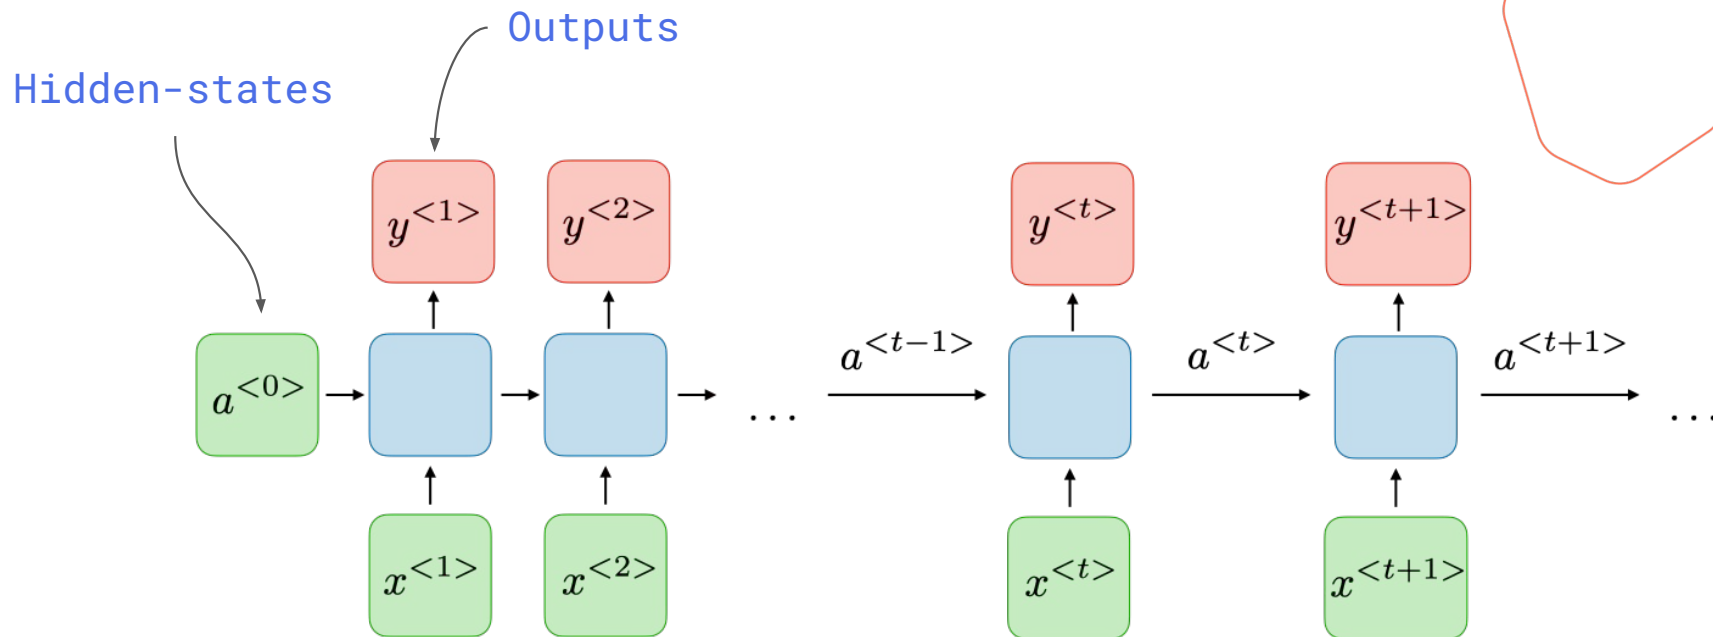 Outputs
Hidden-states
y^{<1>} y^{<2>} y^{<t>} y^{<t+1>}
a^{<0>} ... a^{<t-1>} a^{<t>} a^{<t+1>} ...
x^{<1>} x^{<2>} x^{<t>} x^{<t+1>}